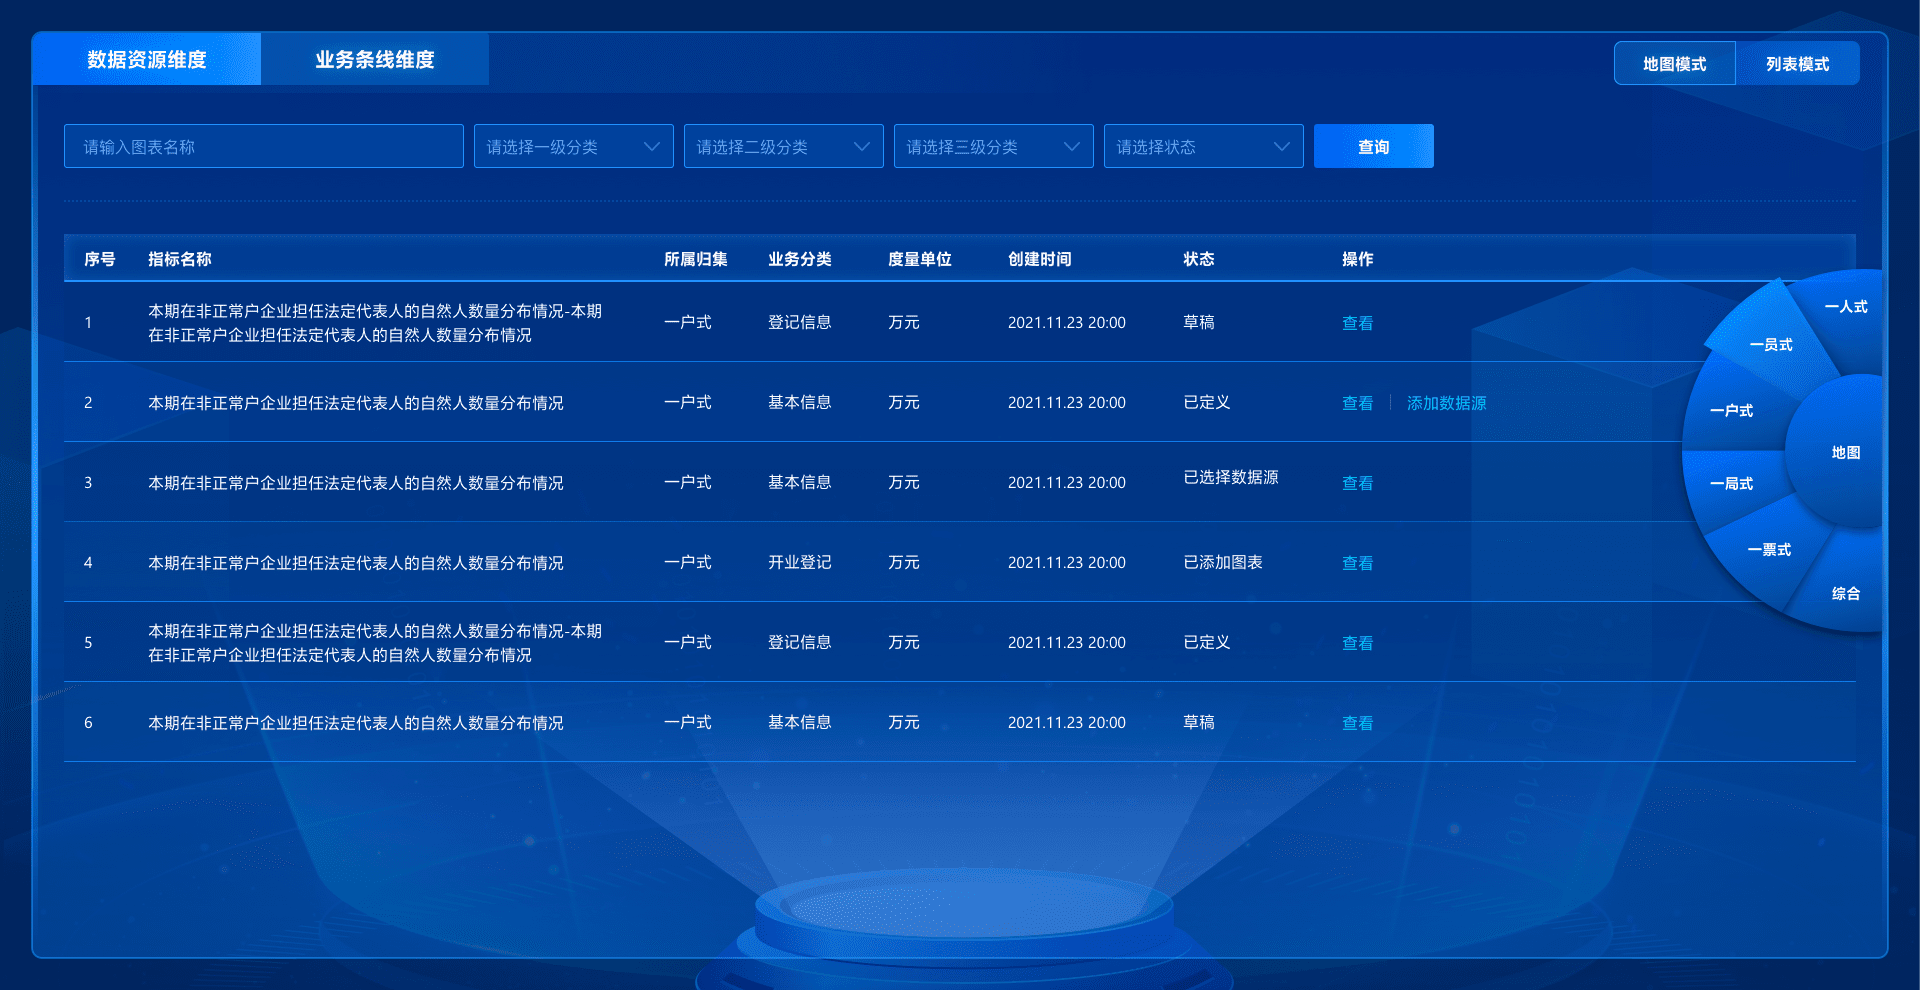 数据资源维度
业务条线维度
地图模式
列表模式
请输入图表名称
请选择一级分类
请选择二级分类
请选择三级分类
请选择状态
查询
序号 指标名称 所属归集 业务分类 度量单位 创建时间 状态 操作
1 本期在非正常户企业担任法定代表人的自然人数量分布情况-本期
在非正常户企业担任法定代表人的自然人数量分布情况 一户式 登记信息 万元 2021.11.23 20:00 草稿 查看
2 本期在非正常户企业担任法定代表人的自然人数量分布情况 一户式 基本信息 万元 2021.11.23 20:00 已定义 查看 添加数据源
3 本期在非正常户企业担任法定代表人的自然人数量分布情况 一户式 基本信息 万元 2021.11.23 20:00 已选择数据源 查看
4 本期在非正常户企业担任法定代表人的自然人数量分布情况 一户式 开业登记 万元 2021.11.23 20:00 已添加图表 查看
5 本期在非正常户企业担任法定代表人的自然人数量分布情况-本期
在非正常户企业担任法定代表人的自然人数量分布情况 一户式 登记信息 万元 2021.11.23 20:00 已定义 查看
6 本期在非正常户企业担任法定代表人的自然人数量分布情况 一户式 基本信息 万元 2021.11.23 20:00 草稿 查看
一人式
一员式
一户式
地图
一局式
一票式
综合